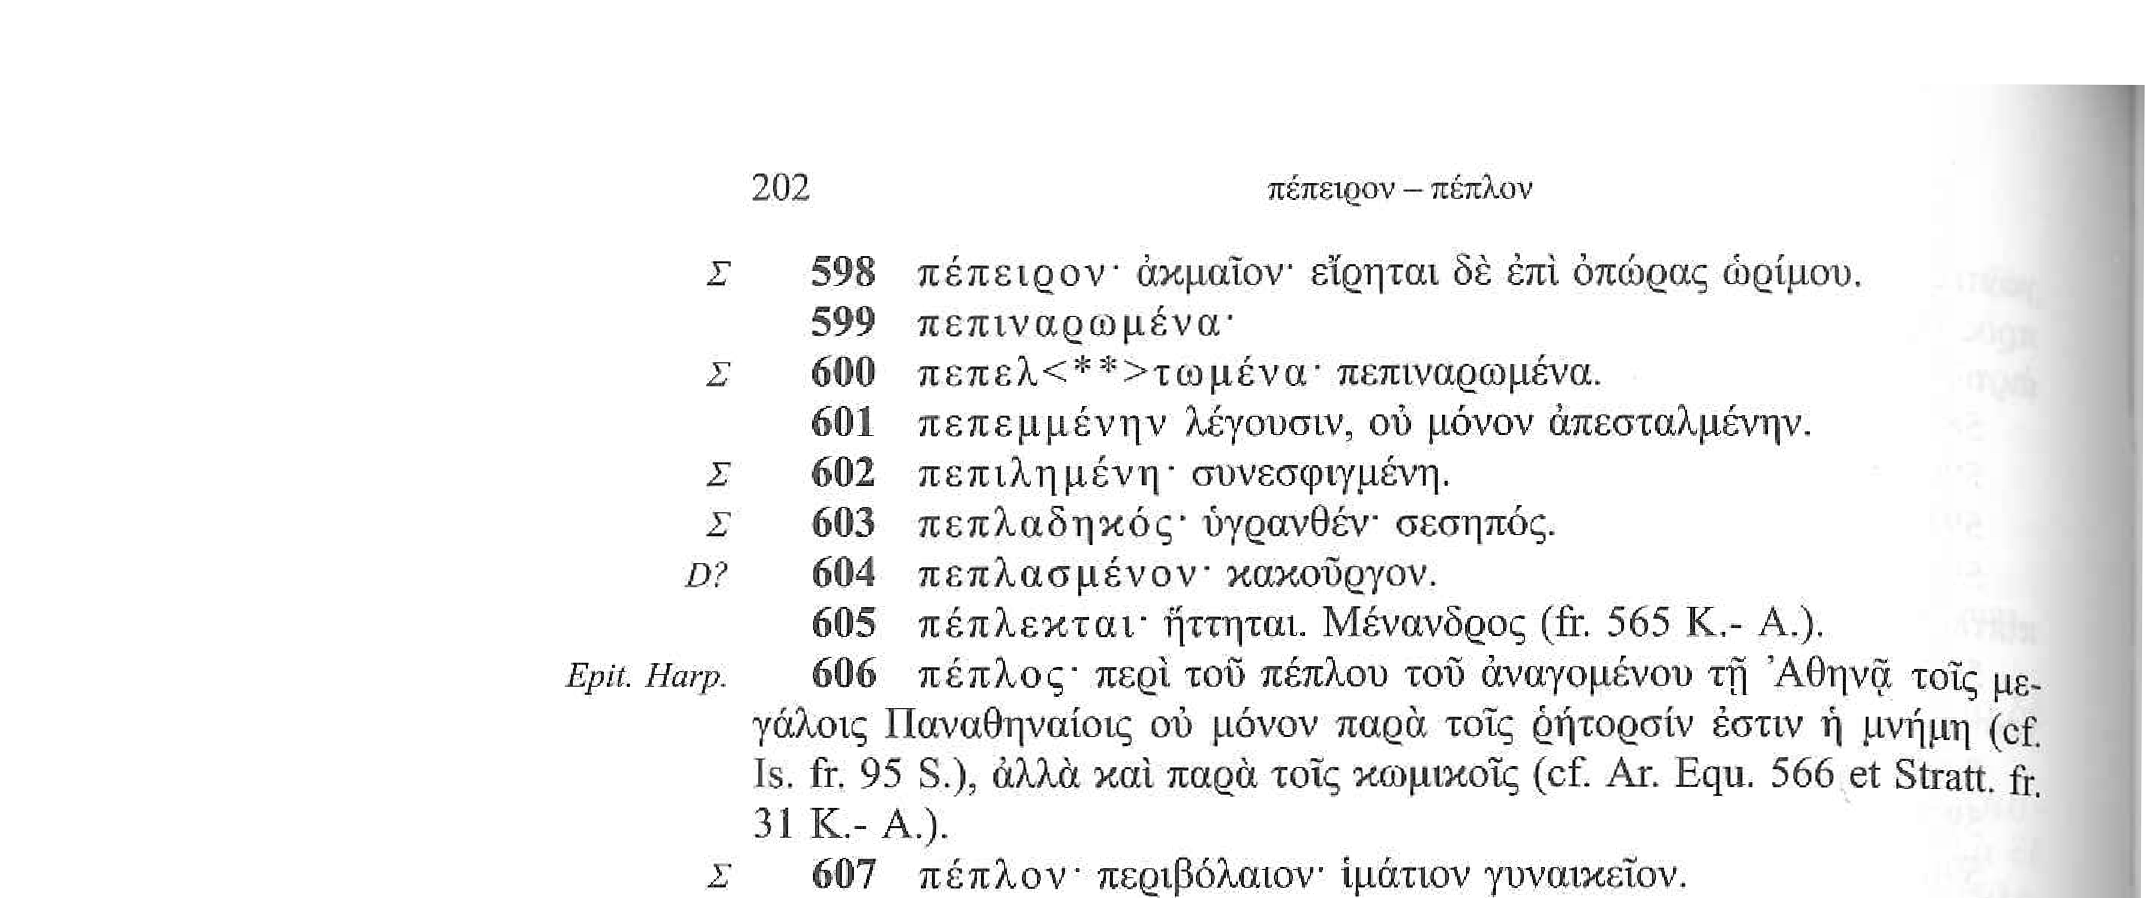 202 πέπειρον – πέπλον
Σ 598 πέπειρον· ἀκμαῖον· εἴρηται δὲ ἐπὶ ὀπώρας ὡρίμου.
599 πεπιναρωμένα·
Σ 600 πεπελ<**>τωμένα· πεπιναρωμένα.
601 πεπεμμένην λέγουσιν, οὐ μόνον ἀπεσταλμένην.
Σ 602 πεπιλημένη· συνεσφιγμένη.
Σ 603 πεπλαδηκός· ὑγρανθέν· σεσηπός.
D? 604 πεπλασμένον· κακοῦργον.
605 πέπλεκται· ἥττηται. Μένανδρος (fr. 565 K.- A.).
Epit. Harp. 606 πέπλος· περὶ τοῦ πέπλου τοῦ ἀναγομένου τῇ Ἀθηνᾷ τοῖς με-
γάλοις Παναθηναίοις οὐ μόνον παρὰ τοῖς ῥήτορσίν ἐστιν ἡ μνήμη (cf.
Is. fr. 95 S.), ἀλλὰ καὶ παρὰ τοῖς κωμικοῖς (cf. Ar. Equ. 566 et Stratt. fr.
31 K.- A.).
Σ 607 πέπλον· περιβόλαιον· ἱμάτιον γυναικεῖον.